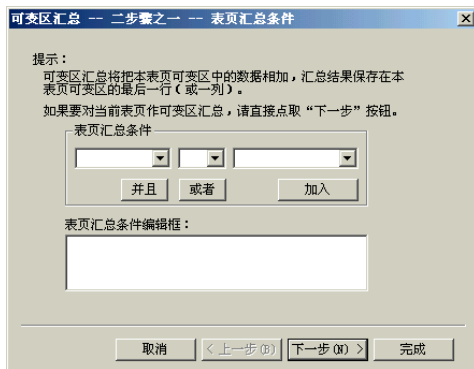 可变区汇总 -- 二步骤之一 -- 表页汇总条件
提示：
可变区汇总将把本表页可变区中的数据相加，汇总结果保存在本
表页可变区的最后一行(或一列)。
如果要对当前表页作可变区汇总，请直接点取“下一步”按钮。
表页汇总条件
并且 或者 加入
表页汇总条件编辑框：
取消 < 上一步(B) 下一步(N) > 完成